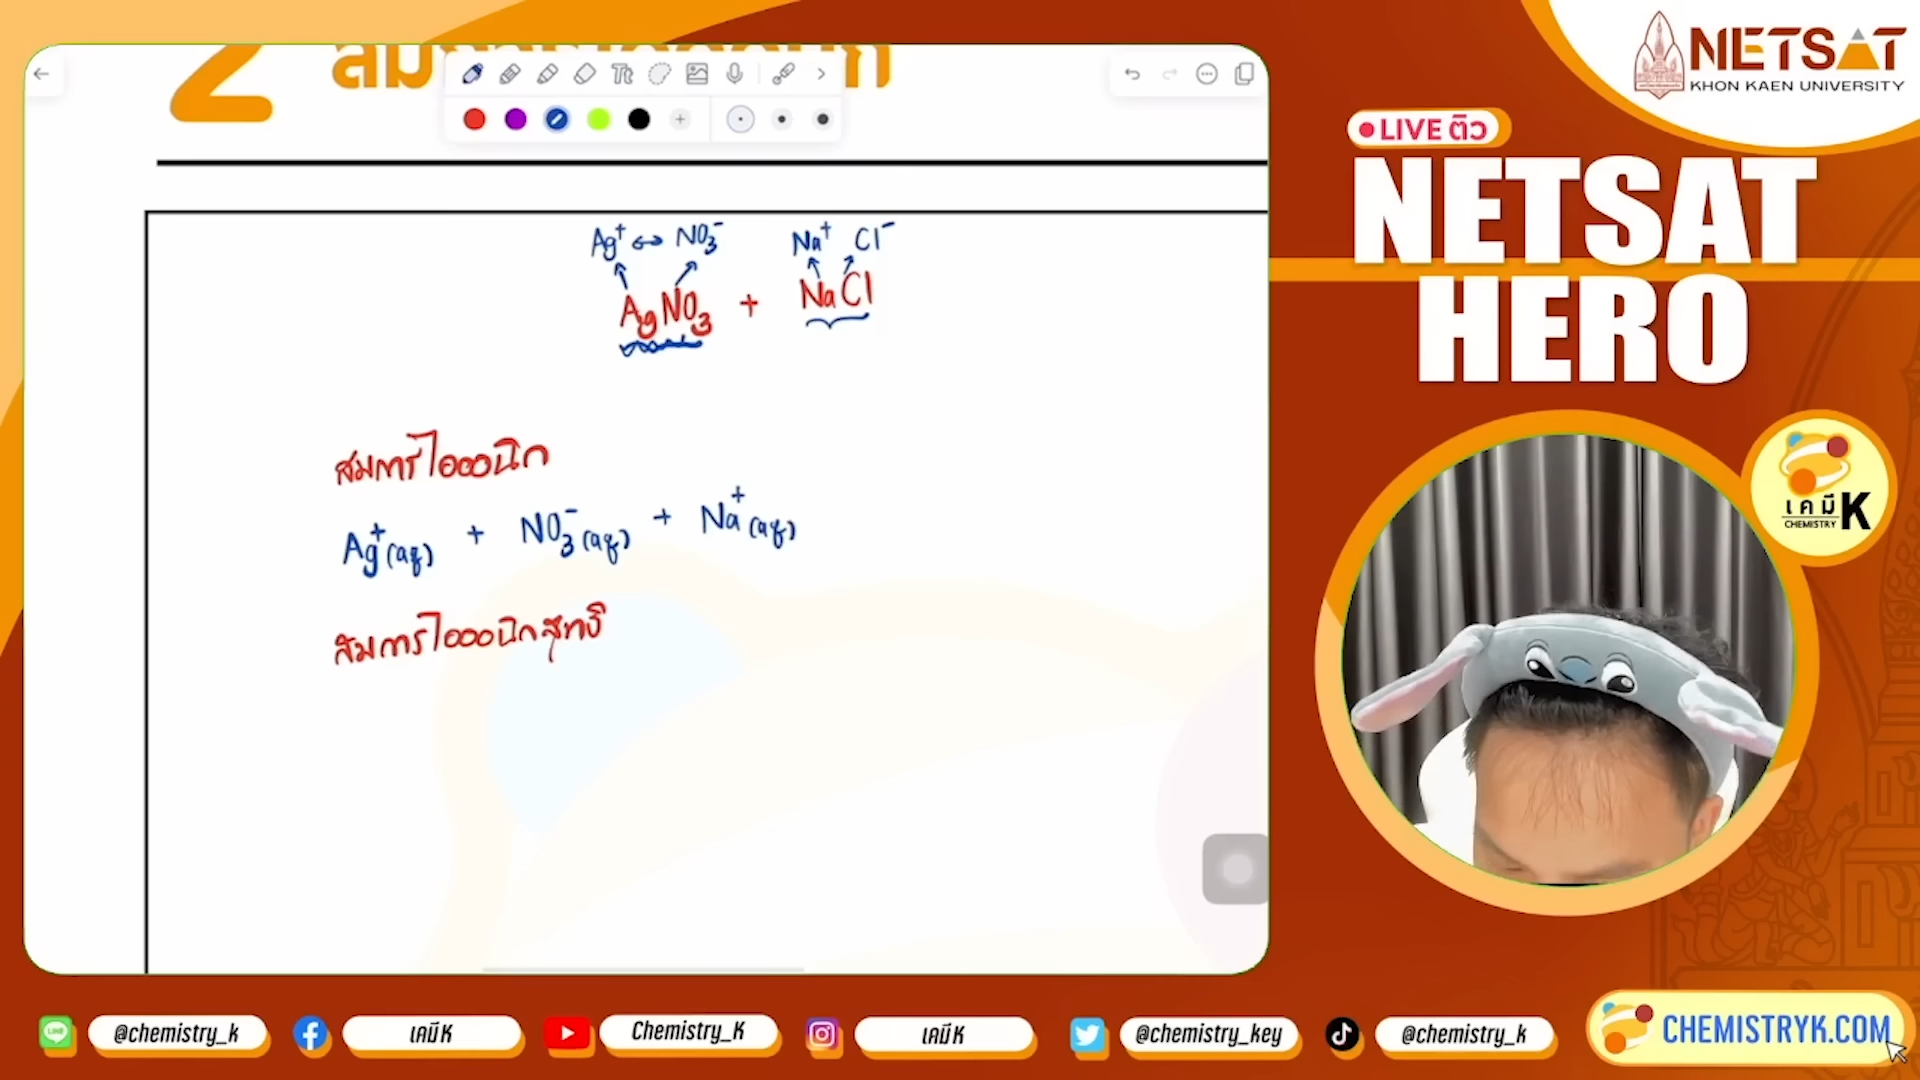 2
NETSAT
KHON KAEN UNIVERSITY
LIVE ติว
NETSAT
HERO
Tt
Ag⁺ ↔ NO₃⁻ Na⁺ Cl⁻
AgNO₃ + NaCl
สมการไอออนิก
Ag⁺(aq) + NO₃⁻(aq) + Na⁺(aq)
สมการไอออนิกสุทธิ
เคมี K
CHEMISTRY
LINE
@chemistry_k
เคมี K
Chemistry_K
เคมี K
@chemistry_key
@chemistry_k
CHEMISTRYK.COM